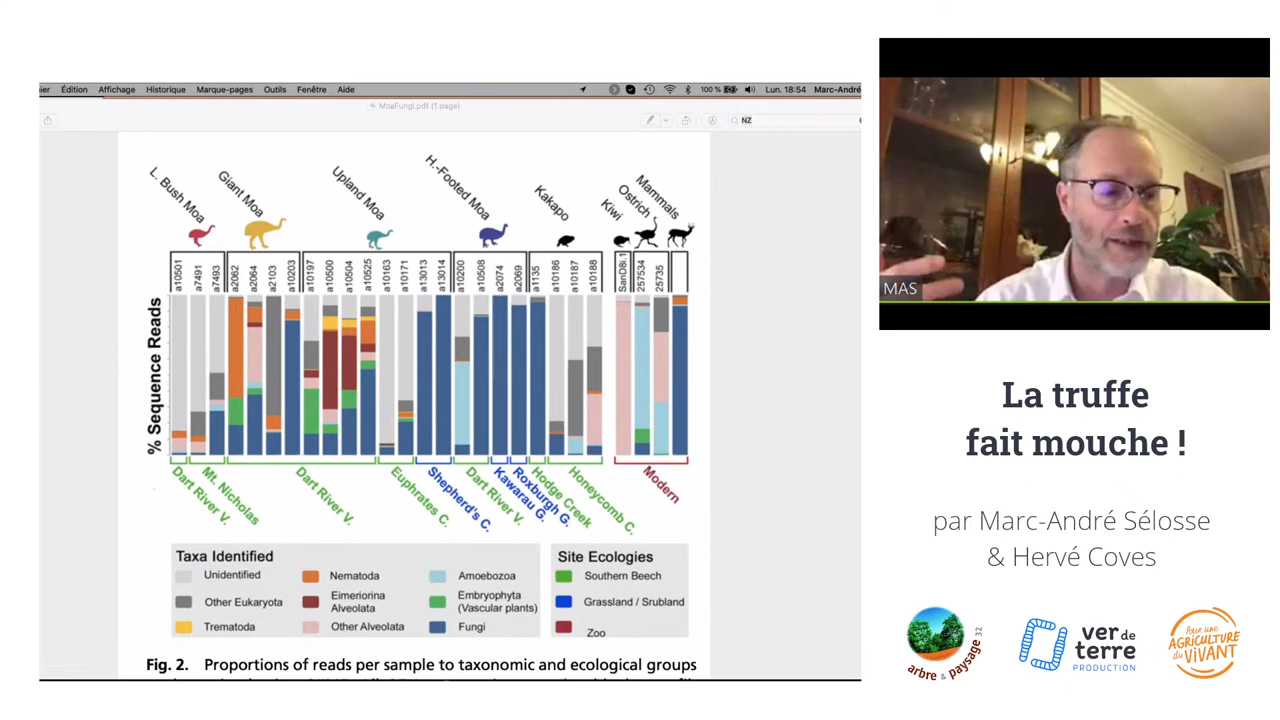 ier Édition Affichage Historique Marque-pages Outils Fenêtre Aide 100 % Lun. 18:54 Marc-André
MoaFungi.pdf (1 page)
NZ
L. Bush Moa
Giant Moa
Upland Moa
H.-Footed Moa
Kakapo
Kiwi
Ostrich
Mammals
a10501
a7491
a7493
a2062
a2064
a2103
a10203
a10197
a10500
a10504
a10525
a10163
a10171
a13013
a13014
a10200
a10508
a2074
a2069
a1135
a10186
a10187
a10188
SanD8i.1
257534
25735
% Sequence Reads
Dart River V.
Mt. Nicholas
Dart River V.
Euphrates C.
Shepherd's C.
Dart River V.
Kawarau G.
Roxburgh G.
Hodge Creek
Honeycomb C.
Modern
Taxa Identified
Unidentified
Other Eukaryota
Trematoda
Nematoda
Eimeriorina
Alveolata
Other Alveolata
Amoebozoa
Embryophyta
(Vascular plants)
Fungi
Site Ecologies
Southern Beech
Grassland / Srubland
Zoo
Fig. 2. Proportions of reads per sample to taxonomic and ecological groups
MAS
La truffe
fait mouche !
par Marc-André Sélosse
& Hervé Coves
arbre & paysage 32
ver de
terre
PRODUCTION
Pour une
AGRICULTURE
du ViVANT